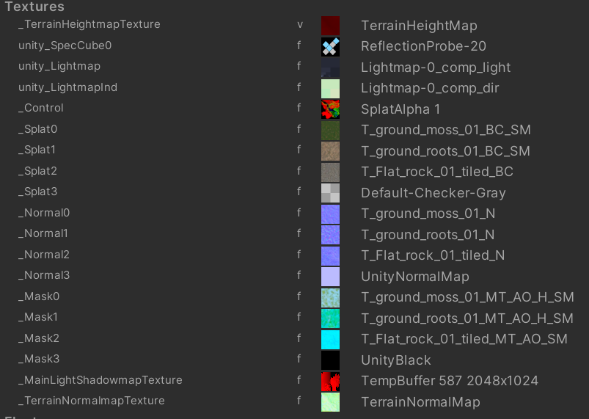 Textures
_TerrainHeightmapTexture v TerrainHeightMap
unity_SpecCube0 f ReflectionProbe-20
unity_Lightmap f Lightmap-0_comp_light
unity_LightmapInd f Lightmap-0_comp_dir
_Control f SplatAlpha 1
_Splat0 f T_ground_moss_01_BC_SM
_Splat1 f T_ground_roots_01_BC_SM
_Splat2 f T_Flat_rock_01_tiled_BC
_Splat3 f Default-Checker-Gray
_Normal0 f T_ground_moss_01_N
_Normal1 f T_ground_roots_01_N
_Normal2 f T_Flat_rock_01_tiled_N
_Normal3 f UnityNormalMap
_Mask0 f T_ground_moss_01_MT_AO_H_SM
_Mask1 f T_ground_roots_01_MT_AO_H_SM
_Mask2 f T_Flat_rock_01_tiled_MT_AO_SM
_Mask3 f UnityBlack
_MainLightShadowmapTexture f TempBuffer 587 2048x1024
_TerrainNormalmapTexture f TerrainNormalMap